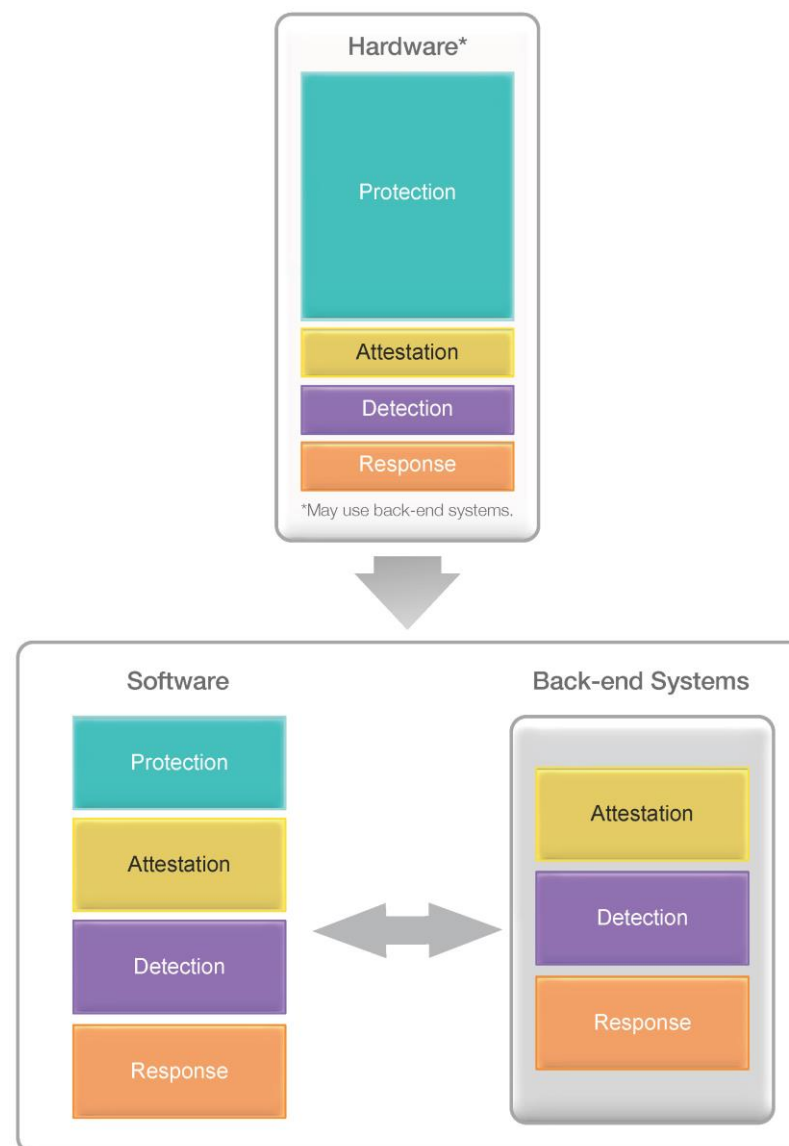 Hardware*
Protection
Attestation
Detection
Response
*May use back-end systems.
Software
Protection
Attestation
Detection
Response
Back-end Systems
Attestation
Detection
Response